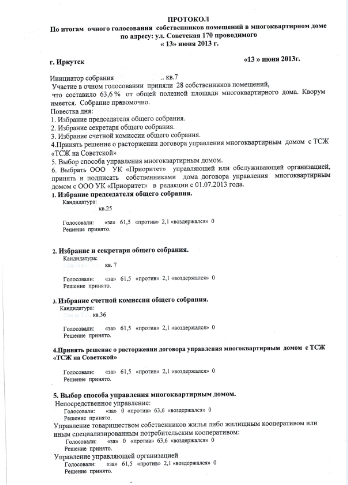 ПРОТОКОЛ
По итогам очного голосования собственников помещений в многоквартирном доме
по адресу: ул. Советская 170 проводимого
« 13» июня 2013 г.
г. Иркутск «13 » июня 2013г.
Инициатор собрания .. кв.7
Участие в очном голосовании приняли 28 собственников помещений,
что составило 63,6 % от общей полезной площади многоквартирного дома. Кворум
имеется. Собрание правомочно.
Повестка дня:
1. Избрание председателя общего собрания.
2. Избрание секретаря общего собрания.
3. Избрание счетной комиссии общего собрания.
4.Принять решение о расторжении договора управления многоквартирным домом с ТСЖ
«ТСЖ на Советской»
5. Выбор способа управления многоквартирным домом.
6. Выбрать ООО УК «Приоритет» управляющей или обслуживающей организацией,
принять и подписать собственниками дома договора управления многоквартирным
домом с ООО УК «Приоритет» в редакции с 01.07.2013 года.
1. Избрание председателя общего собрания.
Кандидатура:
кв.25
Голосовали: «за» 61,5 «против» 2,1 «воздержался» 0
Решение принято.
2. Избрание и секретаря общего собрания.
Кандидатура:
кв. 7
Голосовали: «за» 61,5 «против» 2,1 «воздержался» 0
Решение принято.
3. Избрание счетной комиссии общего собрания.
Кандидатура:
кв.36
Голосовали: «за» 61,5 «против» 2,1 «воздержался» 0
Решение принято.
4.Принять решение о расторжении договора управления многоквартирным домом с ТСЖ
«ТСЖ на Советской»
Голосовали: «за» 61,5 «против» 2,1 «воздержался» 0
Решение принято.
5. Выбор способа управления многоквартирным домом.
Непосредственное управление:
Голосовали: «за» 0 «против» 63,6 «воздержался» 0
Решение принято.
Управление товариществом собственников жилья либо жилищным кооперативом или
иным специализированным потребительским кооперативом:
Голосовали: «за» 0 «против» 63,6 «воздержался» 0
Решение принято.
Управление управляющей организацией
Голосовали: «за» 61,5 «против» 2,1 «воздержался» 0
Решение принято.